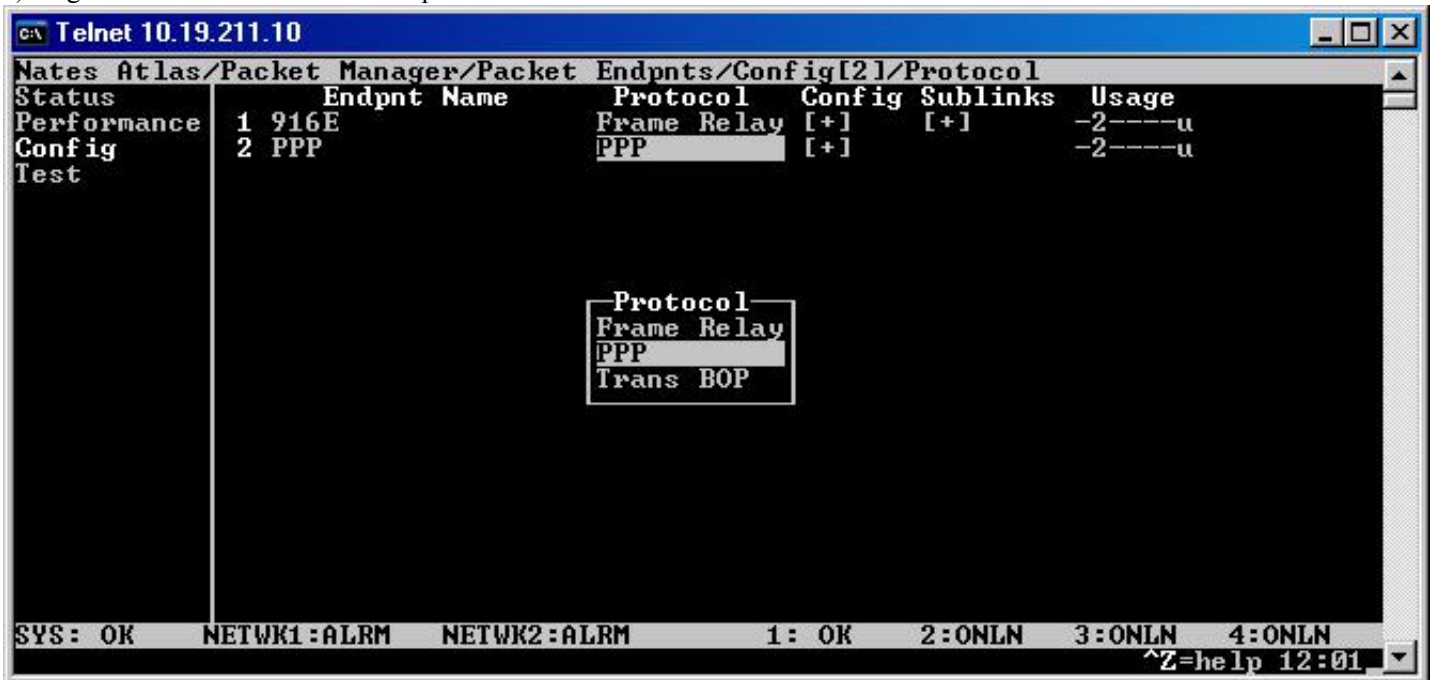 Telnet 10.19.211.10
Nates Atlas/Packet Manager/Packet Endpnts/Config[2]/Protocol
Status Endpnt Name Protocol Config Sublinks Usage
Performance 1 916E Frame Relay [+] [+] -2----u
Config 2 PPP PPP [+] -2----u
Test
Protocol
Frame Relay
PPP
Trans BOP
SYS: OK NETWK1:ALRM NETWK2:ALRM 1: OK 2:ONLN 3:ONLN 4:ONLN
^Z=help 12:01